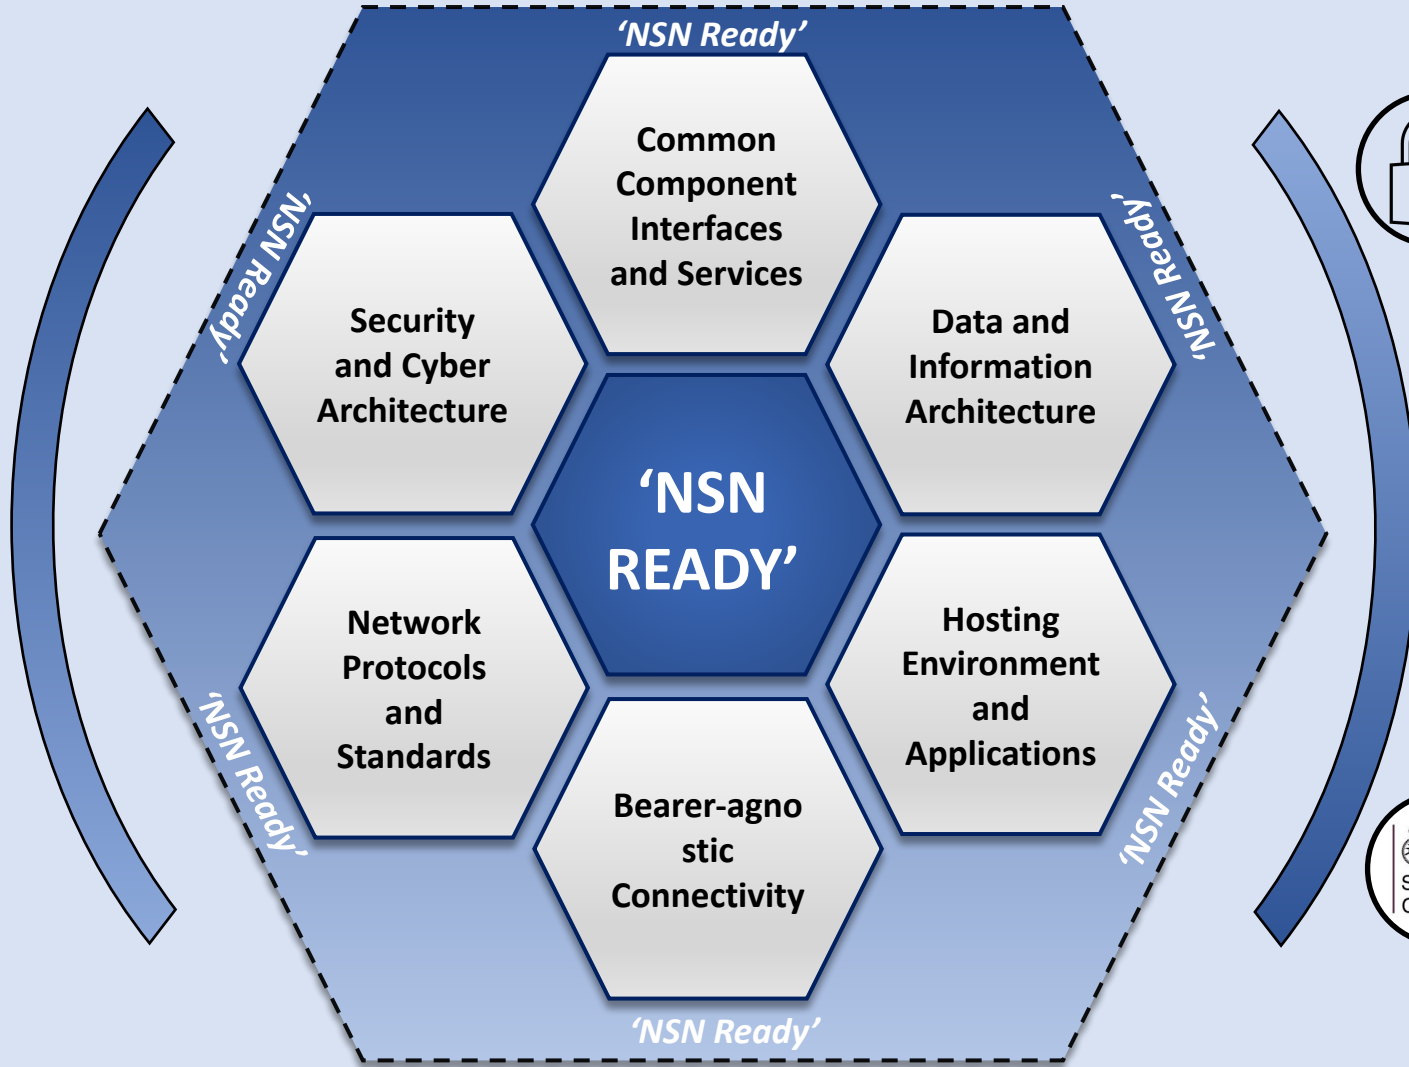 ‘NSN Ready’
Common
Component
Interfaces
and Services
‘NSN Ready’
Security
and Cyber
Architecture
‘NSN Ready’
Data and
Information
Architecture
‘NSN
READY’
Network
Protocols
and
Standards
‘NSN Ready’
Hosting
Environment
and
Applications
‘NSN Ready’
Bearer-agno
stic
Connectivity
‘NSN Ready’